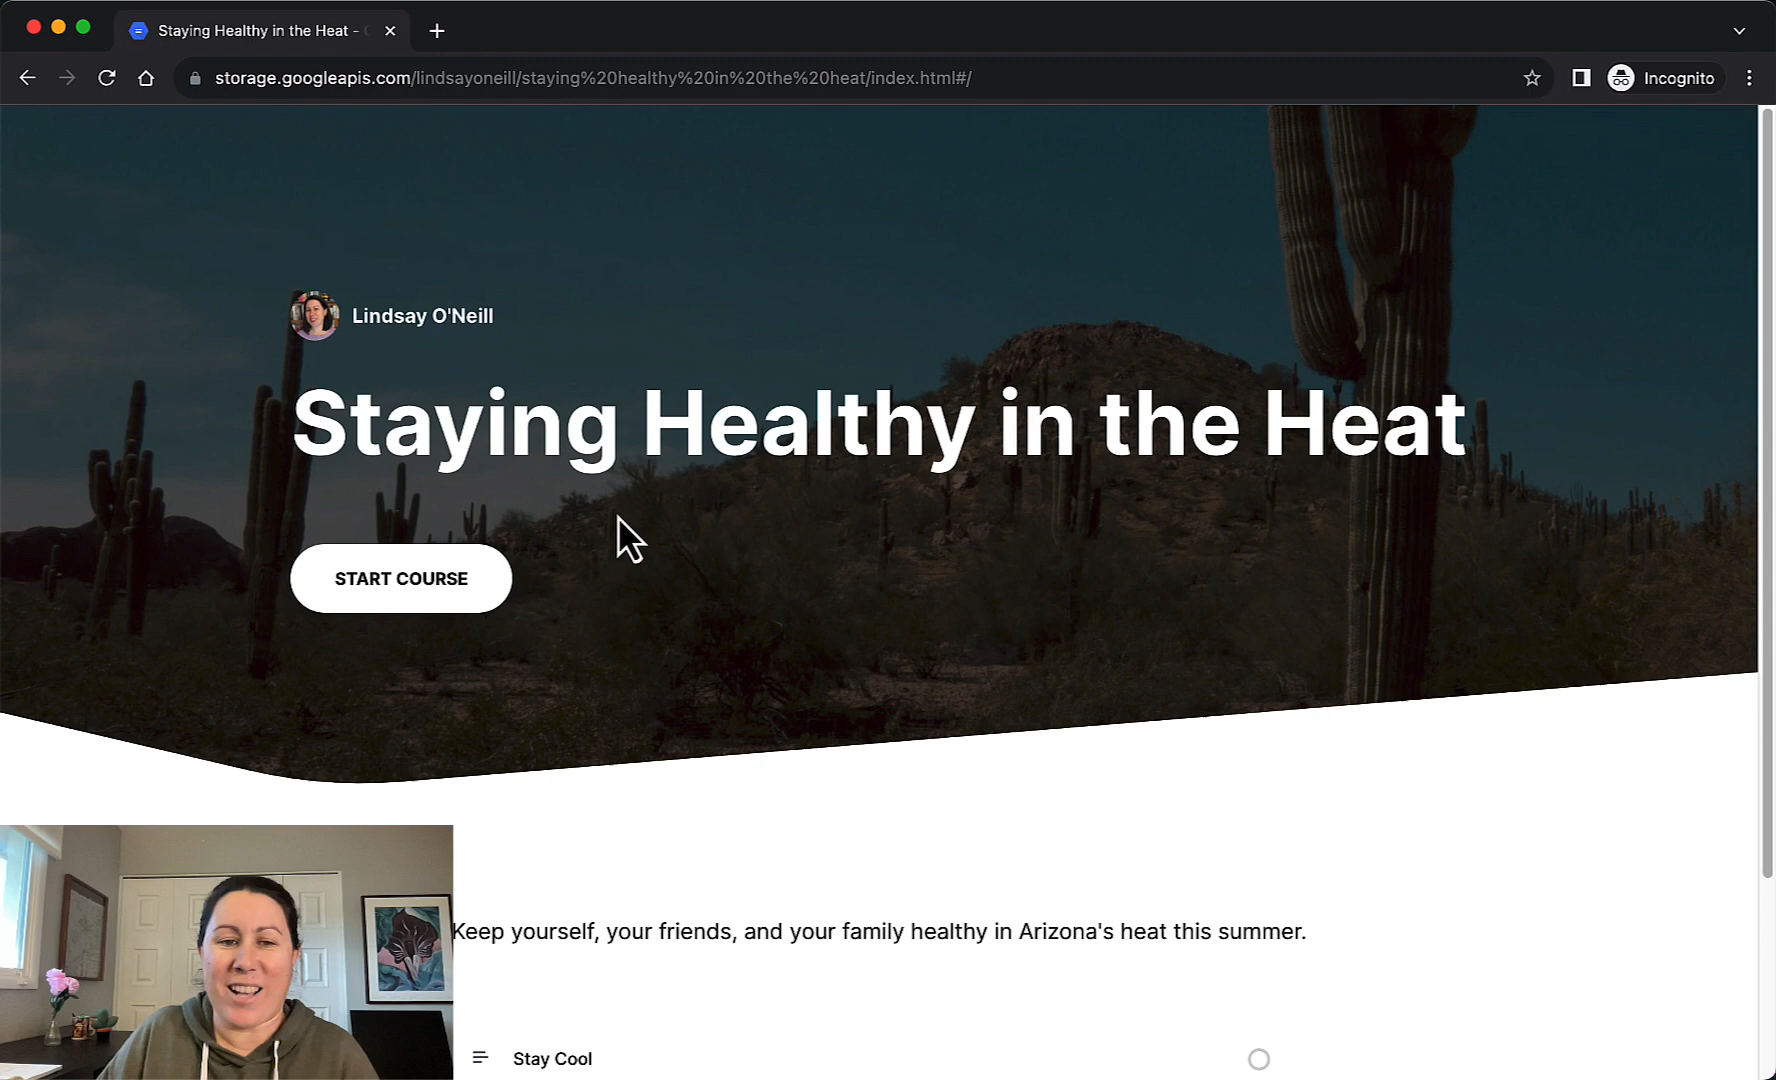 Staying Healthy in the Heat -
storage.googleapis.com/lindsayoneill/staying%20healthy%20in%20the%20heat/index.html#/
Incognito
Lindsay O'Neill
Staying Healthy in the Heat
START COURSE
Keep yourself, your friends, and your family healthy in Arizona's heat this summer.
Stay Cool